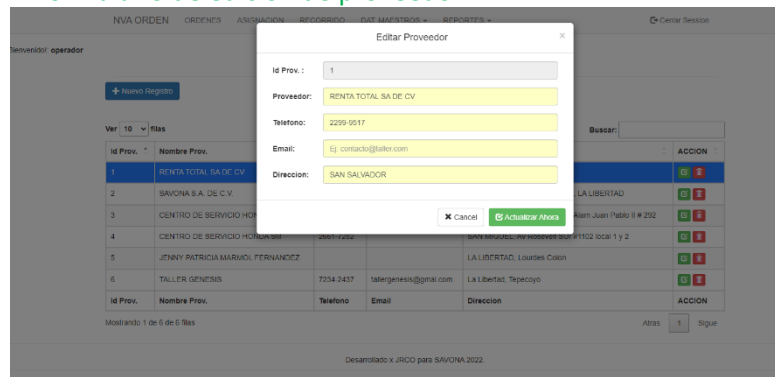 NVA ORDEN ORDENES ASIGNACION RECORRIDO DAT MAESTROS REPORTES Cerrar Session
Bienvenido!: operador
Editar Proveedor ×
Id Prov. : 1
Proveedor: RENTA TOTAL SA DE CV
Telefono: 2299-9517
Email: Ej: contacto@taller.com
Direccion: SAN SALVADOR
Cancel Actualizar Ahora
Nuevo Registro
Ver 10 filas Buscar:
Id Prov. Nombre Prov. ACCION
1 RENTA TOTAL SA DE CV
2 SAVONA S.A. DE C.V. , LA LIBERTAD
3 CENTRO DE SERVICIO HON Alam Juan Pablo II # 292
4 CENTRO DE SERVICIO HONDA SM 2661-7252 SAN MIGUEL, AV Rosevelt SUR #1102 local 1 y 2
5 JENNY PATRICIA MARMOL FERNANDEZ LA LIBERTAD, Lourdes Colon
6 TALLER GENESIS 7234-2437 tallergenesis@gmai.com La Libertad, Tepecoyo
Id Prov. Nombre Prov. Telefono Email Direccion ACCION
Mostrando 1 de 6 de 6 filas Atras 1 Sigue
Desarrollado x JRCO para SAVONA 2022.